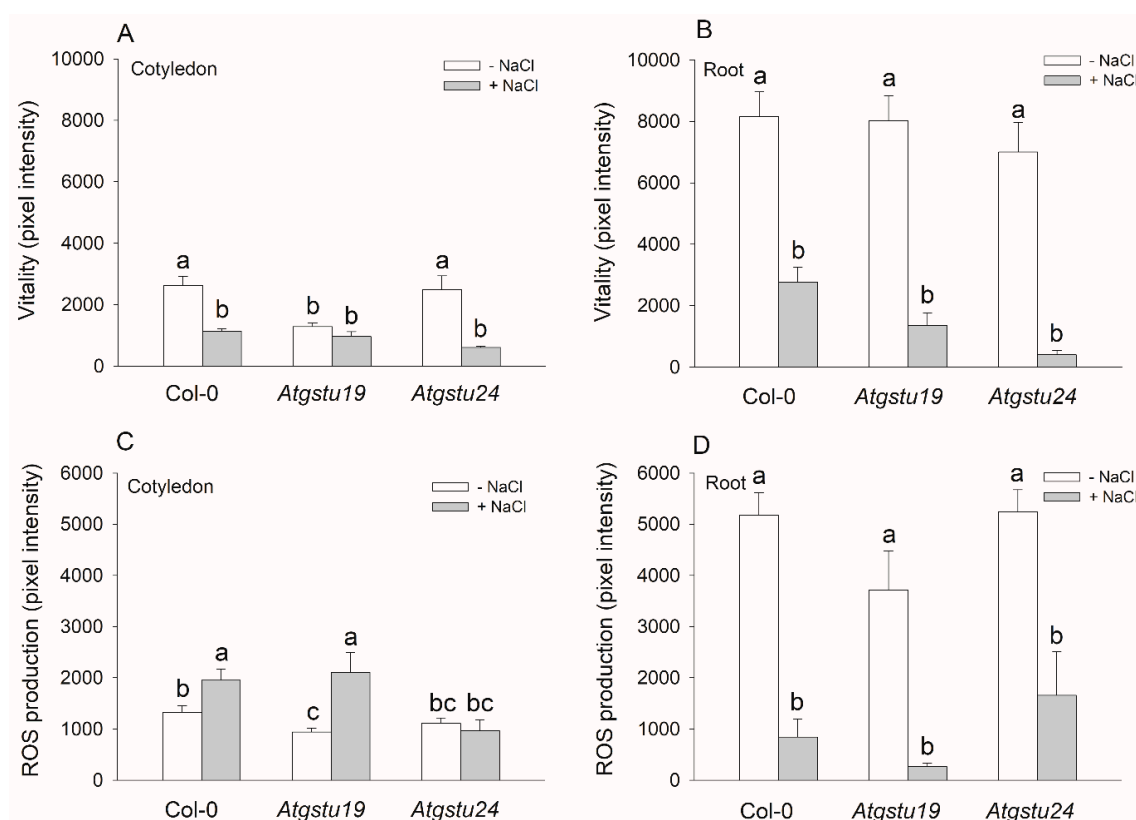 A
Cotyledon
- NaCl
+ NaCl
Vitality (pixel intensity)
10000
8000
6000
4000
2000
0
a
b
b
b
a
b
Col-0
Atgstu19
Atgstu24
B
Root
- NaCl
+ NaCl
Vitality (pixel intensity)
10000
8000
6000
4000
2000
0
a
b
a
b
a
b
Col-0
Atgstu19
Atgstu24
C
Cotyledon
- NaCl
+ NaCl
ROS production (pixel intensity)
6000
5000
4000
3000
2000
1000
0
b
a
c
a
bc
bc
Col-0
Atgstu19
Atgstu24
D
Root
- NaCl
+ NaCl
ROS production (pixel intensity)
6000
5000
4000
3000
2000
1000
0
a
b
a
b
a
b
Col-0
Atgstu19
Atgstu24